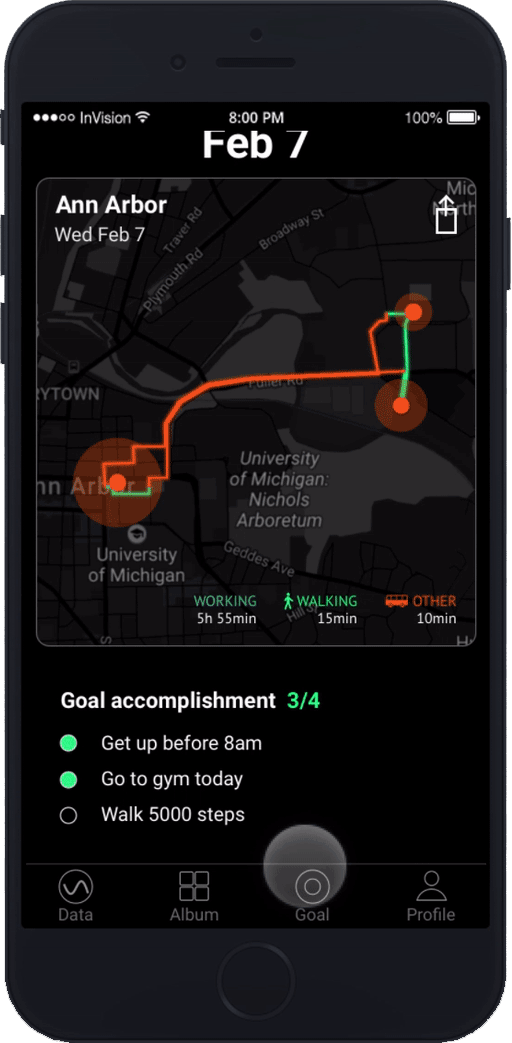 InVision 8:00 PM 100%
Feb 7
Ann Arbor
Wed Feb 7
Traver Rd
Plymouth Rd
Broadway St
Fuller Rd
RYTOWN
University
of Michigan:
Nichols
Arboretum
nn Arbor
University
of Michigan
Geddes Ave
WORKING WALKING OTHER
5h 55min 15min 10min
Goal accomplishment 3/4
Get up before 8am
Go to gym today
Walk 5000 steps
Data Album Goal Profile